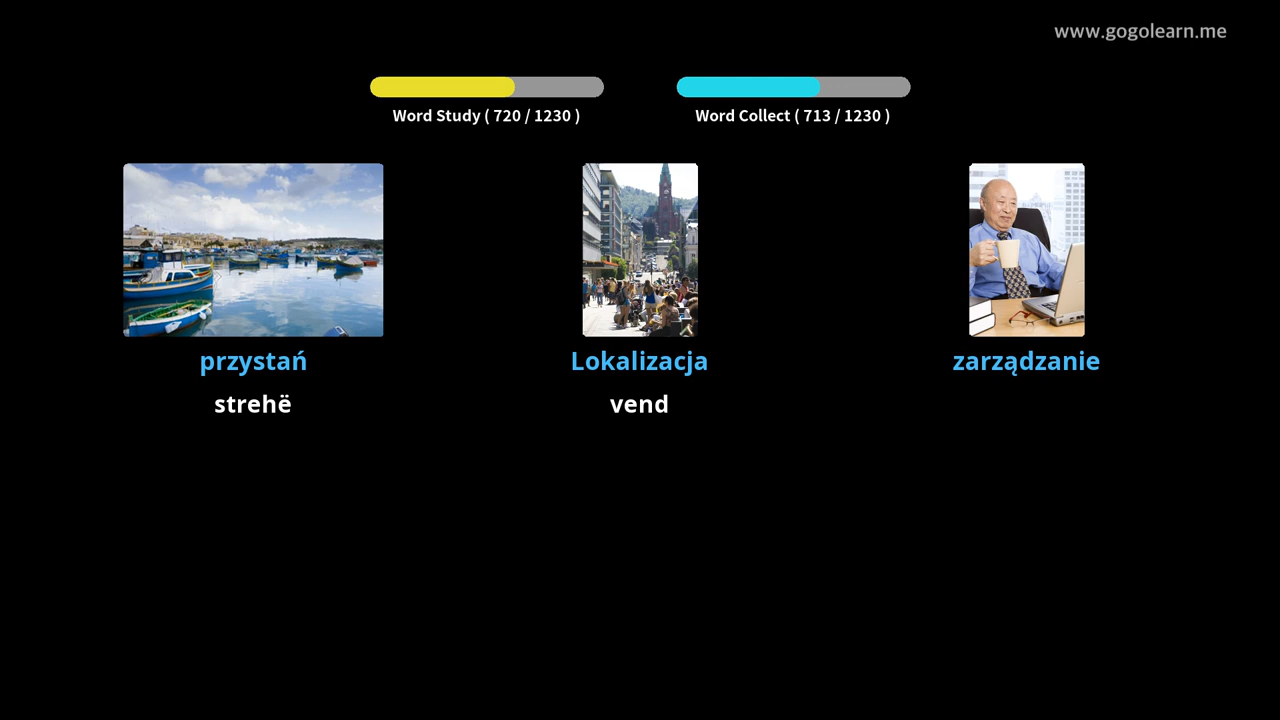 www.gogolearn.me
Word Study ( 720 / 1230 )
Word Collect ( 713 / 1230 )
przystań
Lokalizacja
zarządzanie
strehë
vend